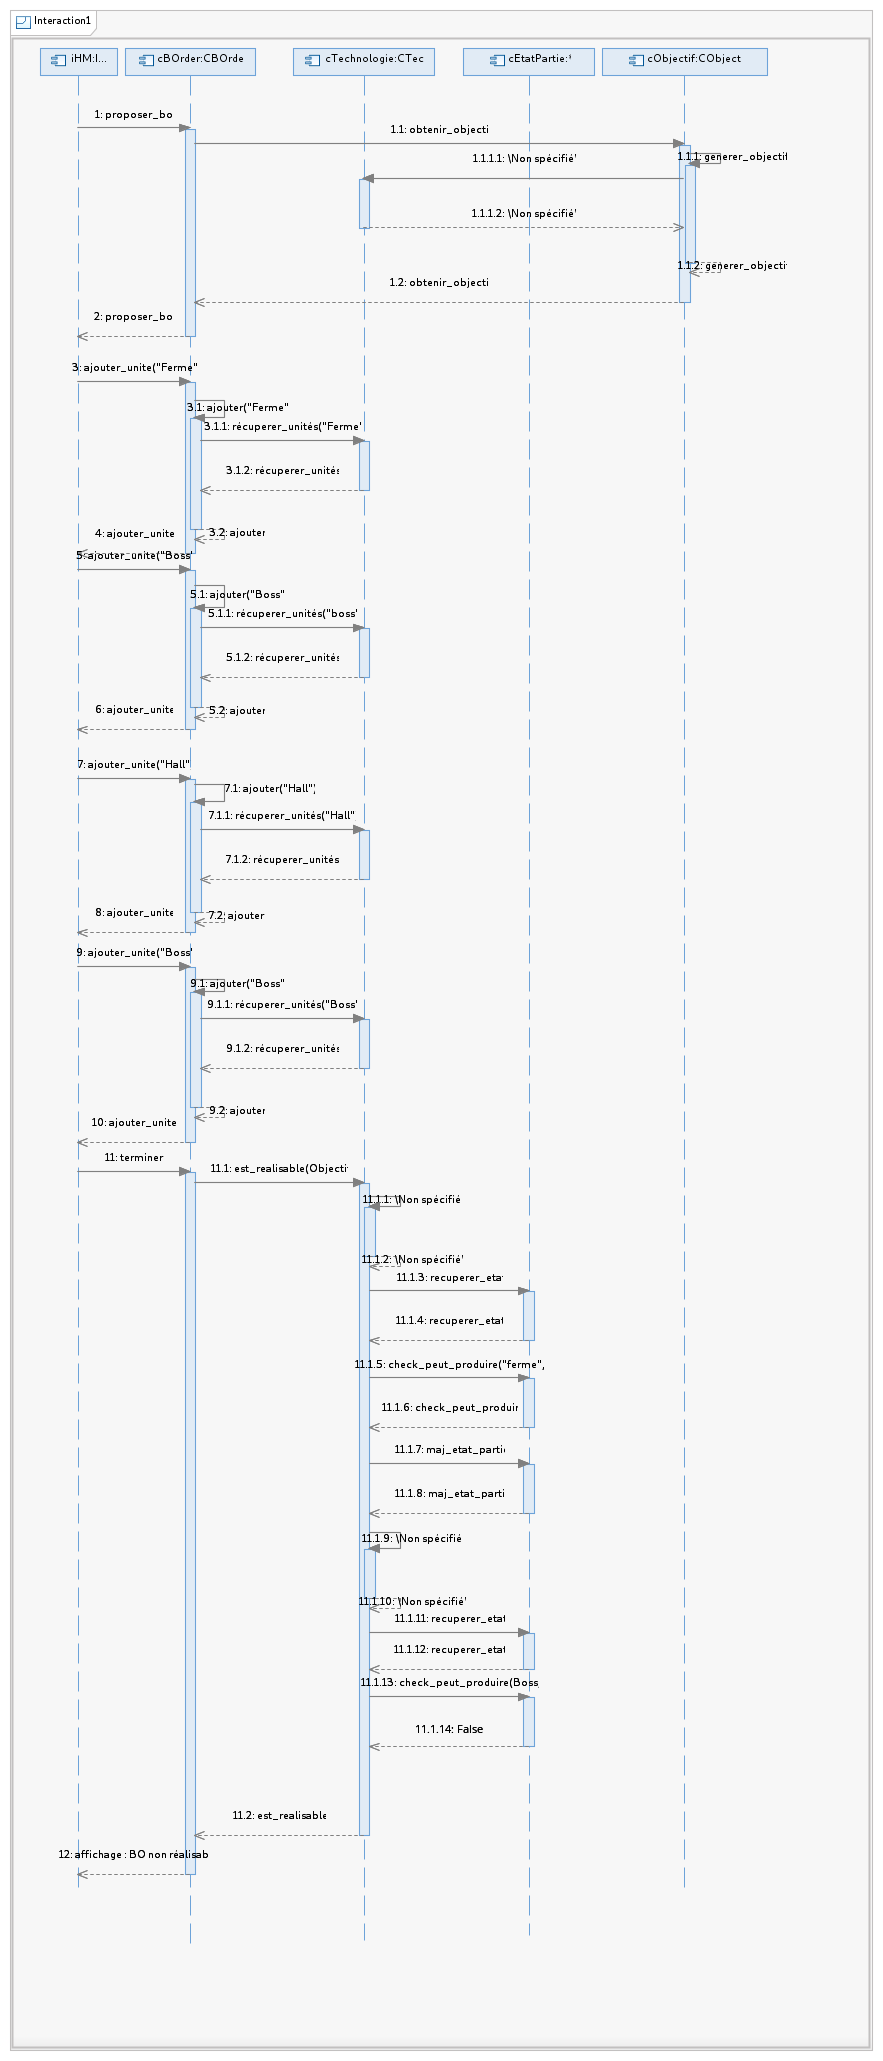 Interaction1
iHM:I...
cBOrder:CBOrde
cTechnologie:CTec
cEtatPartie:'
cObjectif:CObject
1: proposer_bo
1.1: obtenir_objecti
1.1.1: generer_objectif
1.1.1.1: \Non spécifié'
1.1.1.2: \Non spécifié'
1.1.2: generer_objectif
1.2: obtenir_objecti
2: proposer_bo
3: ajouter_unite("Ferme"
3.1: ajouter("Ferme"
3.1.1: récuperer_unités("Ferme'
3.1.2: récuperer_unités
3.2: ajouter
4: ajouter_unite
5: ajouter_unite("Boss'
5.1: ajouter("Boss"
5.1.1: récuperer_unités("boss'
5.1.2: récuperer_unités
5.2: ajouter
6: ajouter_unite
7: ajouter_unite("Hall"
7.1: ajouter("Hall")
7.1.1: récuperer_unités("Hall"
7.1.2: récuperer_unités
7.2: ajouter
8: ajouter_unite
9: ajouter_unite("Boss'
9.1: ajouter("Boss"
9.1.1: récuperer_unités("Boss'
9.1.2: récuperer_unités
9.2: ajouter
10: ajouter_unite
11: terminer
11.1: est_realisable(Objecti
11.1.1: \Non spécifié
11.1.2: \Non spécifié'
11.1.3: recuperer_etat
11.1.4: recuperer_etat
11.1.5: check_peut_produire("ferme",
11.1.6: check_peut_produir
11.1.7: maj_etat_parti
11.1.8: maj_etat_parti
11.1.9: \Non spécifié
11.1.10: \Non spécifié'
11.1.11: recuperer_etat
11.1.12: recuperer_etat
11.1.13: check_peut_produire(Boss
11.1.14: False
11.2: est_realisable
12: affichage : BO non réalisab